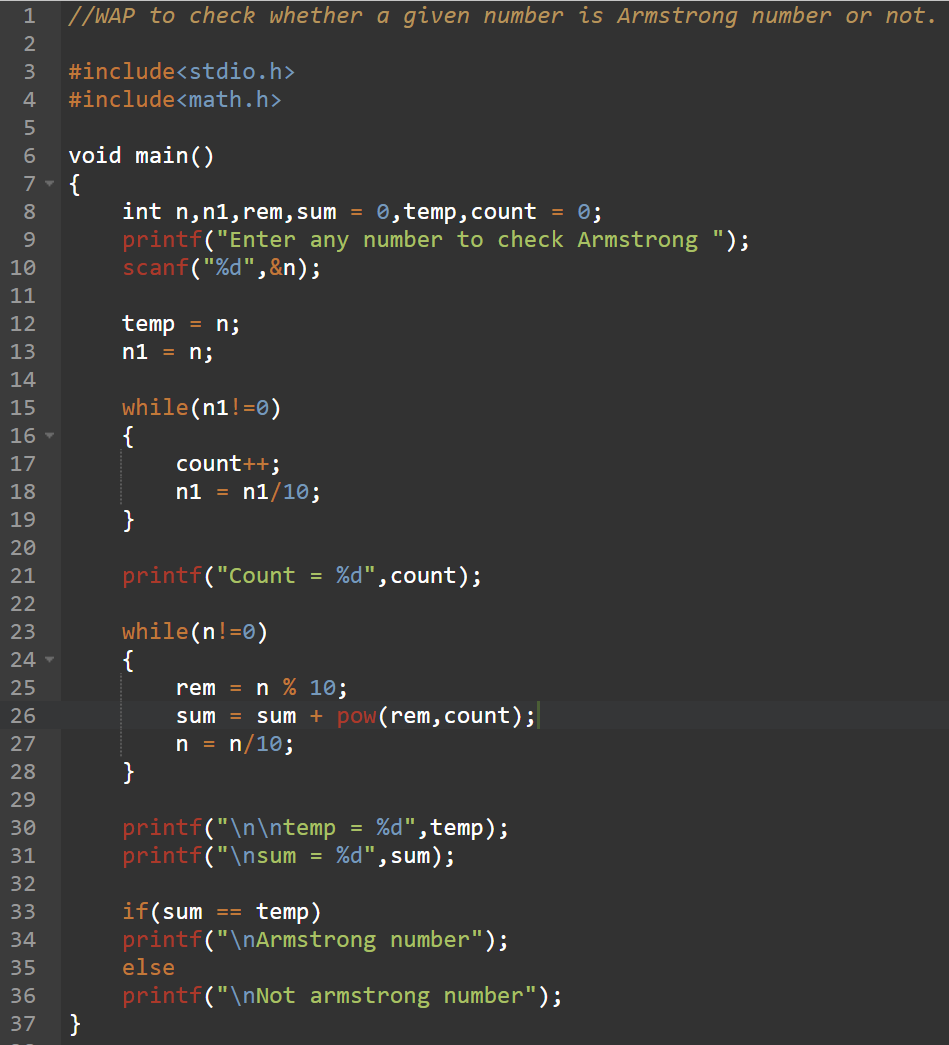 1 //WAP to check whether a given number is Armstrong number or not.
2
3 #include<stdio.h>
4 #include<math.h>
5
6 void main()
7 {
8 int n,n1,rem,sum = 0,temp,count = 0;
9 printf("Enter any number to check Armstrong ");
10 scanf("%d",&n);
11
12 temp = n;
13 n1 = n;
14
15 while(n1!=0)
16 {
17 count++;
18 n1 = n1/10;
19 }
20
21 printf("Count = %d",count);
22
23 while(n!=0)
24 {
25 rem = n % 10;
26 sum = sum + pow(rem,count);
27 n = n/10;
28 }
29
30 printf("\n\ntemp = %d",temp);
31 printf("\nsum = %d",sum);
32
33 if(sum == temp)
34 printf("\nArmstrong number");
35 else
36 printf("\nNot armstrong number");
37 }